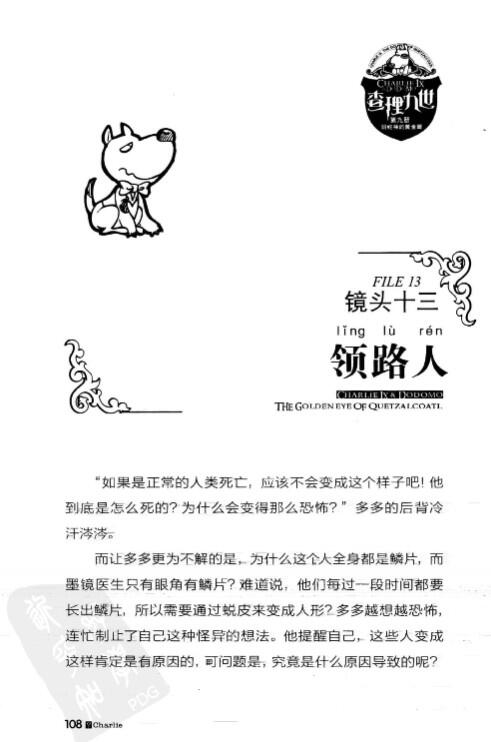 CHARLIE IX
& DODOMO
查理九世
第九册
羽蛇神的黄金眼
FILE 13
镜头十三
lǐng lù rén
领路人
CHARLIE IX & DODOMO
THE GOLDEN EYE OF QUETZALCOATL
“如果是正常的人类死亡，应该不会变成这个样子吧！他
到底是怎么死的？为什么会变得那么恐怖？”多多的后背冷
汗涔涔。
而让多多更为不解的是，为什么这个人全身都是鳞片，而
墨镜医生只有眼角有鳞片？难道说，他们每过一段时间都要
长出鳞片，所以需要通过蜕皮来变成人形？多多越想越恐怖，
连忙制止了自己这种怪异的想法。他提醒自己，这些人变成
这样肯定是有原因的，可问题是，究竟是什么原因导致的呢？
PDG
108 Charlie